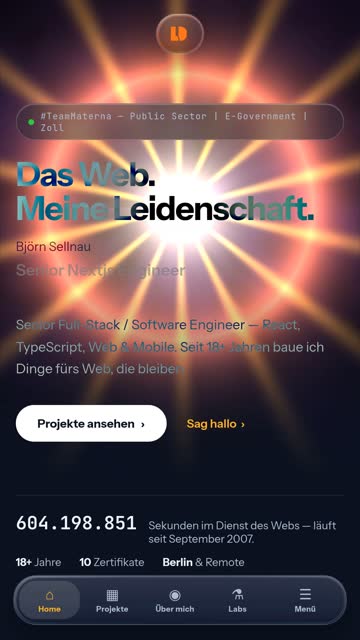 #TeamMaterna — Public Sector | E-Government |
Zoll
Das Web.
Meine Leidenschaft.
Björn Sellnau
Senior Nextjs Engineer
Senior Full-Stack / Software Engineer — React,
TypeScript, Web & Mobile. Seit 18+ Jahren baue ich
Dinge fürs Web, die bleiben.
Projekte ansehen ›
Sag hallo ›
604.198.851 Sekunden im Dienst des Webs — läuft
seit September 2007.
18+ Jahre 10 Zertifikate Berlin & Remote
Home Projekte Über mich Labs Menü